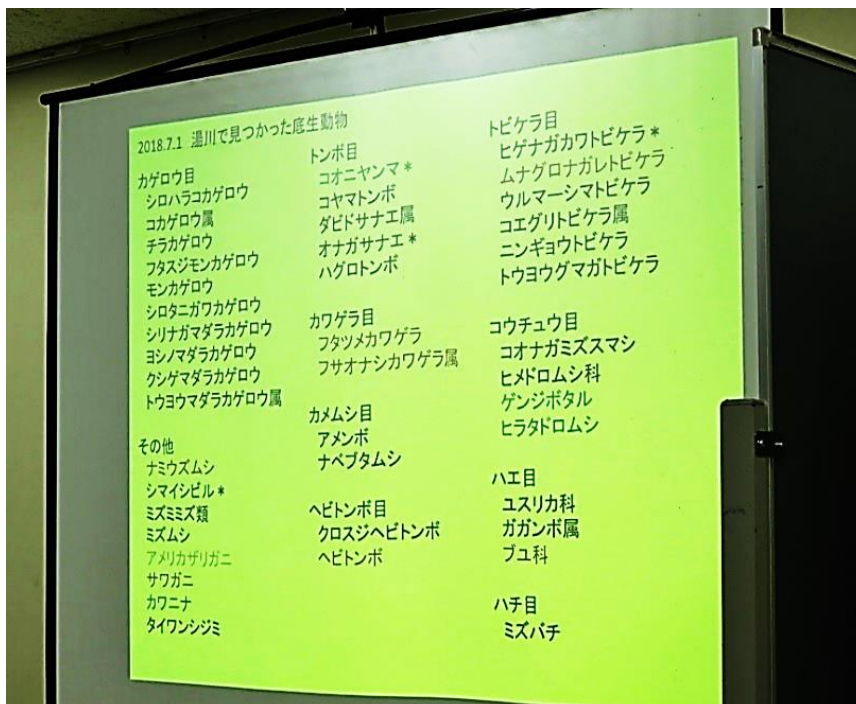 2018.7.1 湯川で見つかった底生動物
カゲロウ目
シロハラコカゲロウ
コカゲロウ属
チラカゲロウ
フタスジモンカゲロウ
モンカゲロウ
シロタニガワカゲロウ
シリナガマダラカゲロウ
ヨシノマダラカゲロウ
クシゲマダラカゲロウ
トウヨウマダラカゲロウ属
その他
ナミウズムシ
シマイシビル*
ミズミミズ類
ミズムシ
アメリカザリガニ
サワガニ
カワニナ
タイワンシジミ
トンボ目
コオニヤンマ*
コヤマトンボ
ダビドサナエ属
オナガサナエ*
ハグロトンボ
カワゲラ目
フタツメカワゲラ
フサオナシカワゲラ属
カメムシ目
アメンボ
ナベブタムシ
ヘビトンボ目
クロスジヘビトンボ
ヘビトンボ
トビケラ目
ヒゲナガカワトビケラ*
ムナグロナガレトビケラ
ウルマーシマトビケラ
コエグリトビケラ属
ニンギョウトビケラ
トウヨウグマガトビケラ
コウチュウ目
コオナガミズスマシ
ヒメドロムシ科
ゲンジボタル
ヒラタドロムシ
ハエ目
ユスリカ科
ガガンボ属
ブユ科
ハチ目
ミズバチ